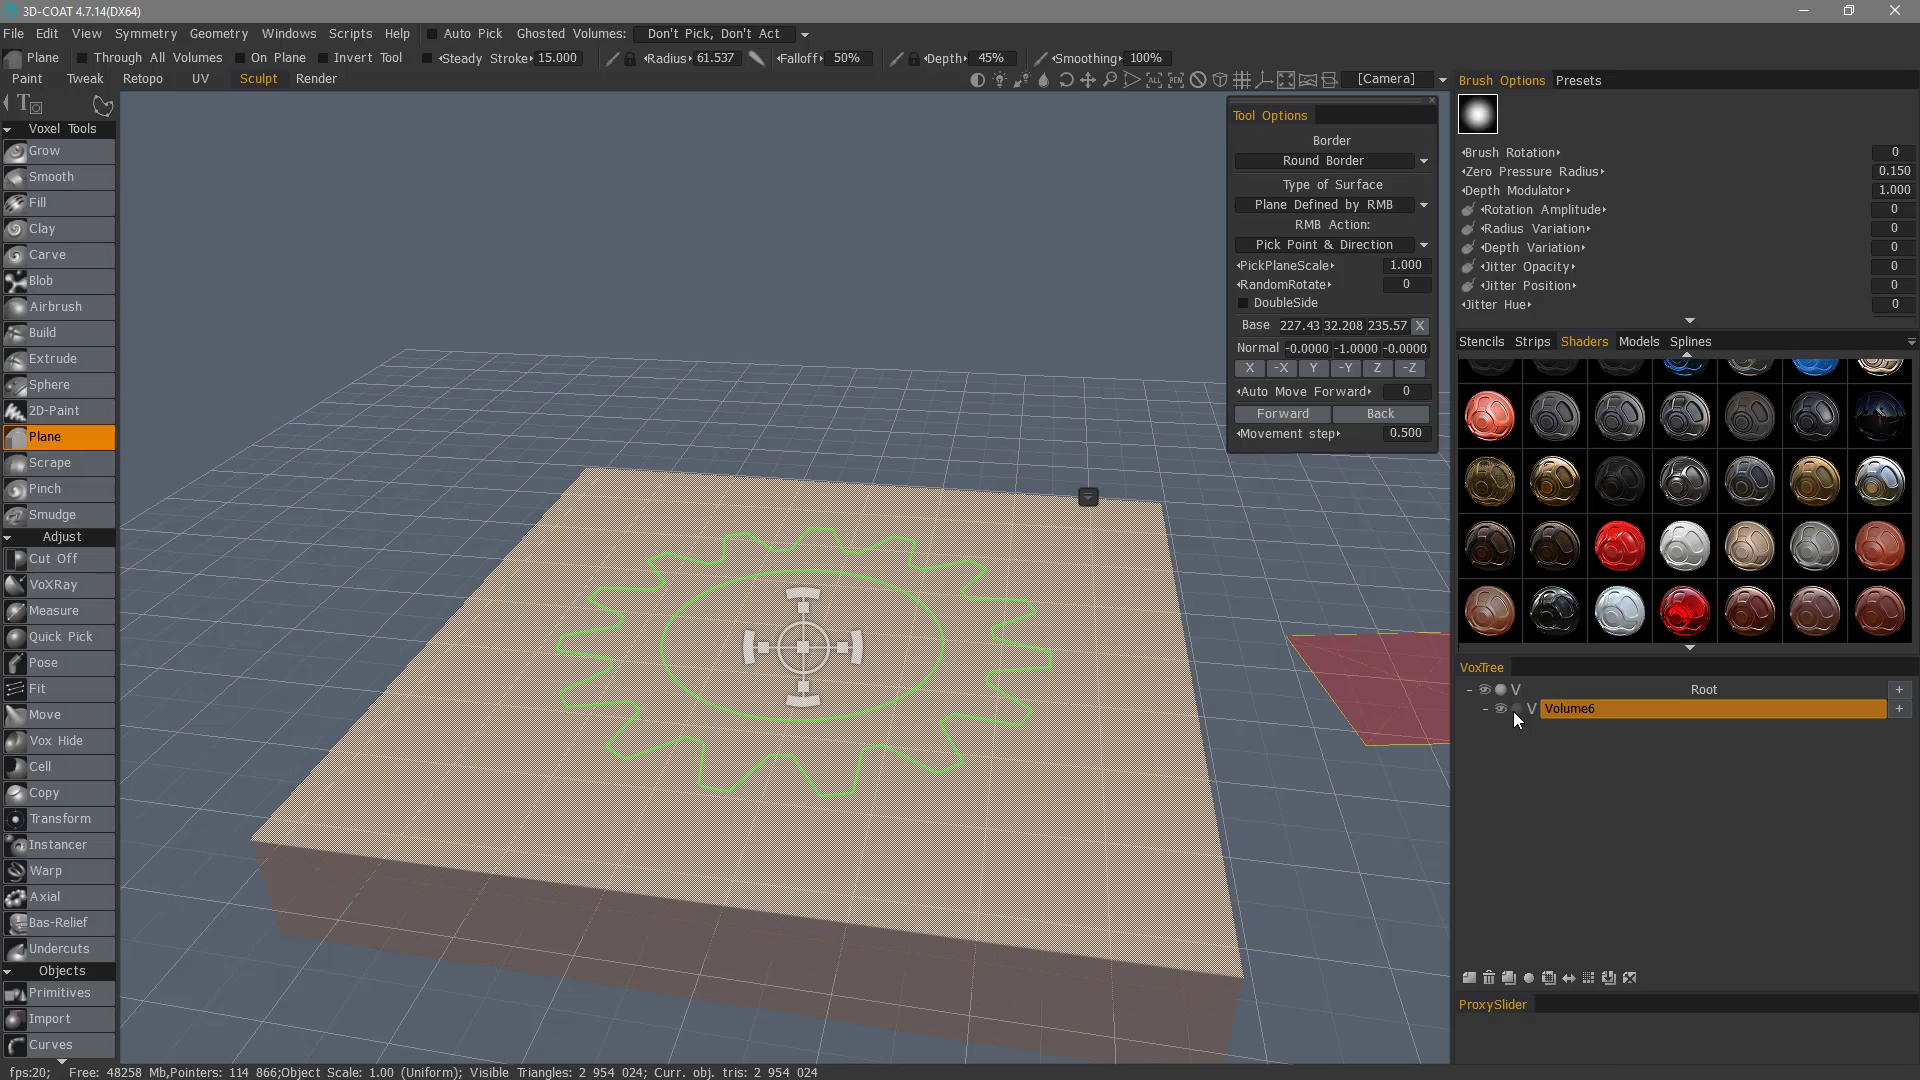 3D-COAT 4.7.14(DX64)
File Edit View Symmetry Geometry Windows Scripts Help Auto Pick Ghosted Volumes: Don't Pick, Don't Act
Plane Through All Volumes On Plane Invert Tool Steady Stroke 15.000 Radius 61.537 Falloff 50% Depth 45% Smoothing 100%
Paint Tweak Retopo UV Sculpt Render [Camera]
Voxel Tools
Grow
Smooth
Fill
Clay
Carve
Blob
Airbrush
Build
Extrude
Sphere
2D-Paint
Plane
Scrape
Pinch
Smudge
Adjust
Cut Off
VoXRay
Measure
Quick Pick
Pose
Fit
Move
Vox Hide
Cell
Copy
Transform
Instancer
Warp
Axial
Bas-Relief
Undercuts
Objects
Primitives
Import
Curves
Tool Options
Border
Round Border
Type of Surface
Plane Defined by RMB
RMB Action:
Pick Point & Direction
PickPlaneScale 1.000
RandomRotate 0
DoubleSide
Base 227.43 32.208 235.57 X
Normal -0.0000 -1.0000 -0.0000
X -X Y -Y Z -Z
Auto Move Forward 0
Forward Back
Movement step 0.500
Brush Options Presets
Brush Rotation 0
Zero Pressure Radius 0.150
Depth Modulator 1.000
Rotation Amplitude 0
Radius Variation 0
Depth Variation 0
Jitter Opacity 0
Jitter Position 0
Jitter Hue 0
Stencils Strips Shaders Models Splines
VoxTree
V Root +
V Volume6 +
ProxySlider
fps:20; Free: 48258 Mb,Pointers: 114 866;Object Scale: 1.00 (Uniform); Visible Triangles: 2 954 024; Curr. obj. tris: 2 954 024